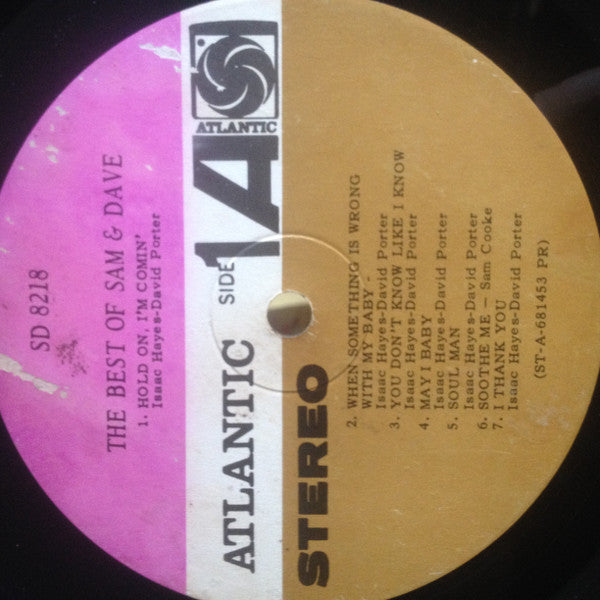 SD 8218
THE BEST OF SAM & DAVE
1. HOLD ON, I'M COMIN'
Isaac Hayes-David Porter
ATLANTIC
SIDE 1
A
ATLANTIC
STEREO
2. WHEN SOMETHING IS WRONG
WITH MY BABY -
Isaac Hayes-David Porter
3. YOU DON'T KNOW LIKE I KNOW
Isaac Hayes-David Porter
4. MAY I BABY
Isaac Hayes-David Porter
5. SOUL MAN
Isaac Hayes-David Porter
6. SOOTHE ME — Sam Cooke
7. I THANK YOU
Isaac Hayes-David Porter
(ST-A-681453 PR)